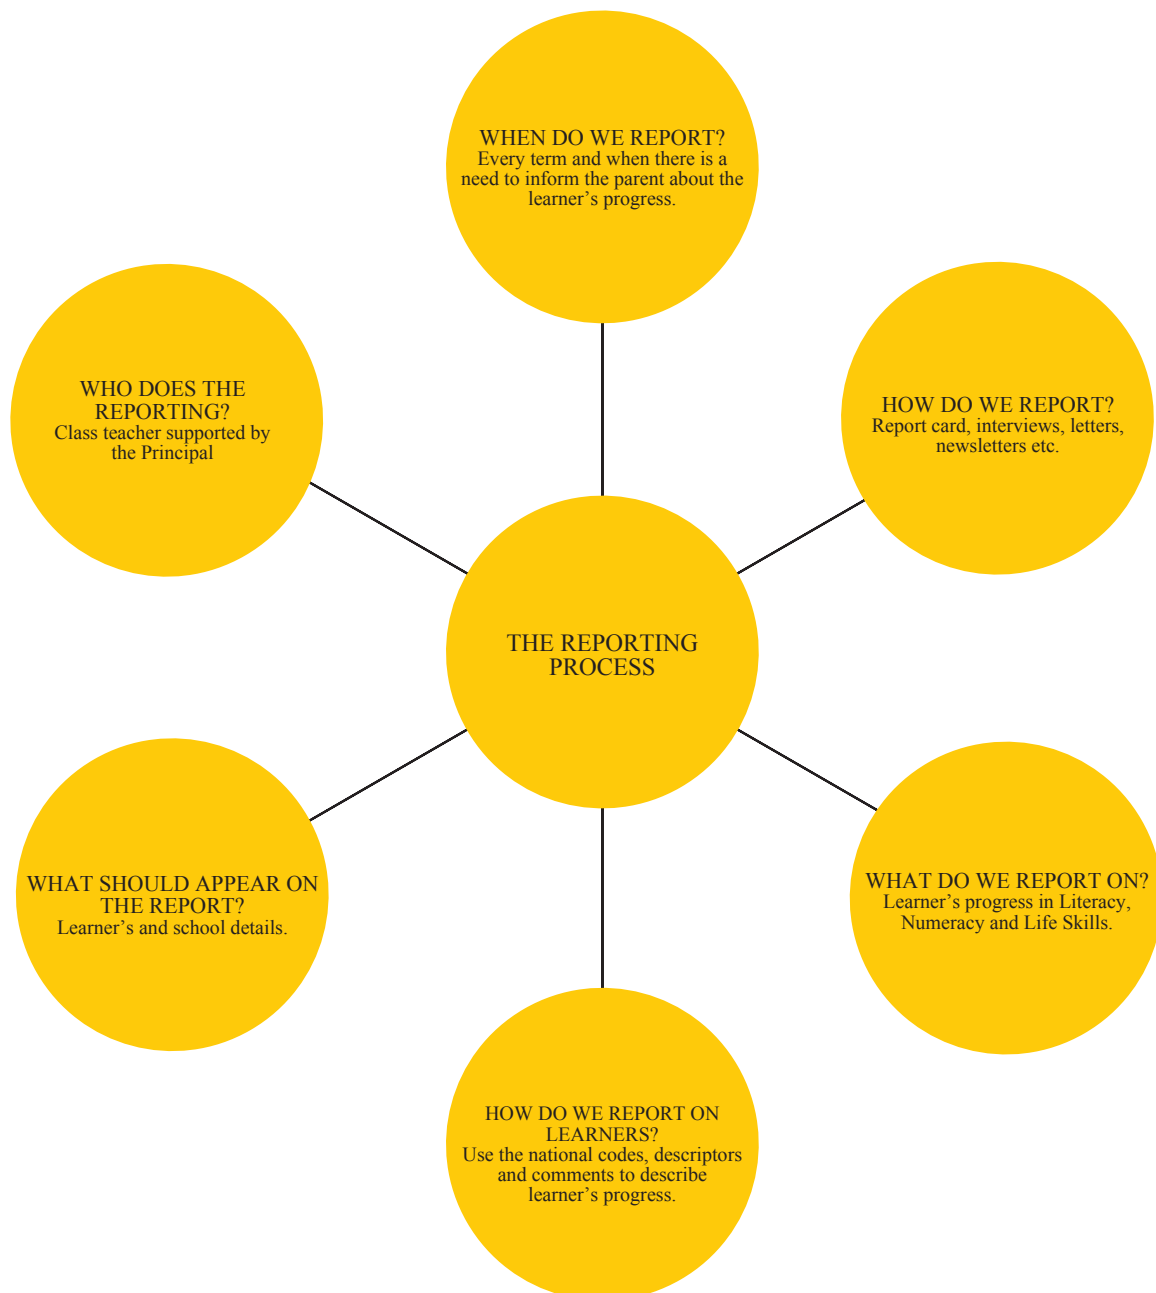 WHEN DO WE REPORT?
Every term and when there is a
need to inform the parent about the
learner’s progress.
WHO DOES THE
REPORTING?
Class teacher supported by
the Principal
HOW DO WE REPORT?
Report card, interviews, letters,
newsletters etc.
THE REPORTING
PROCESS
WHAT SHOULD APPEAR ON
THE REPORT?
Learner’s and school details.
WHAT DO WE REPORT ON?
Learner’s progress in Literacy,
Numeracy and Life Skills.
HOW DO WE REPORT ON
LEARNERS?
Use the national codes, descriptors
and comments to describe
learner’s progress.